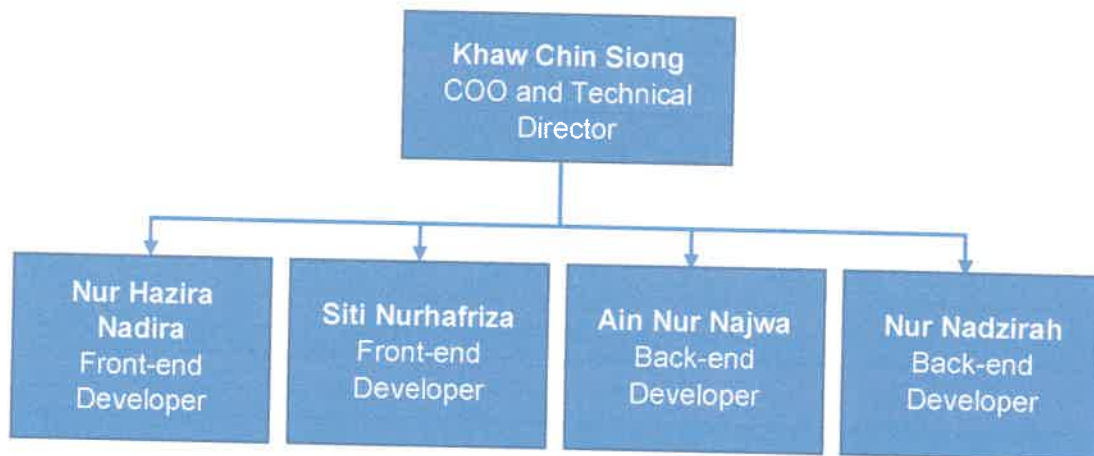 Khaw Chin Siong
COO and Technical
Director
Nur Hazira
Nadira
Front-end
Developer
Siti Nurhafriza
Front-end
Developer
Ain Nur Najwa
Back-end
Developer
Nur Nadzirah
Back-end
Developer